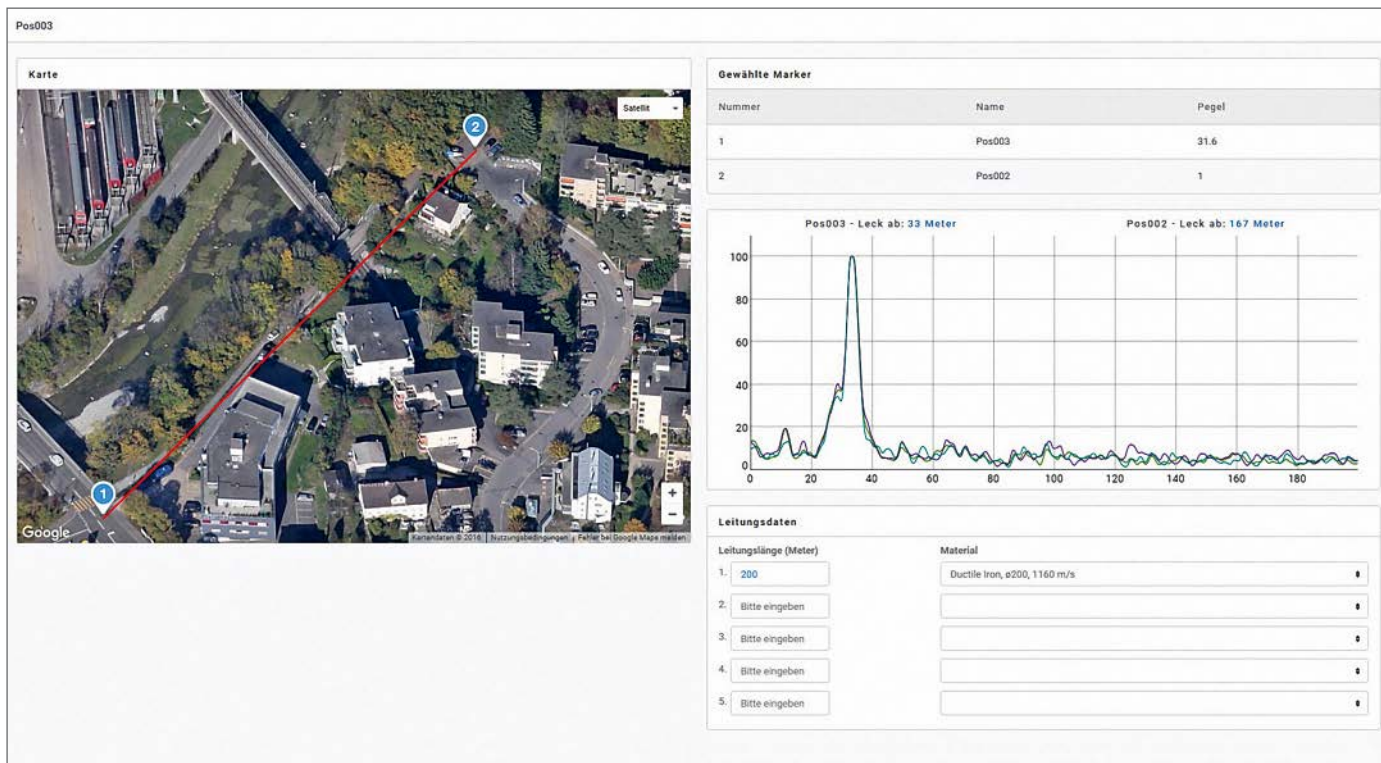 Pos003
Karte
Satellit
2
1
+
−
Google
Kartendaten © 2016 Nutzungsbedingungen Fehler bei Google Maps melden
Gewählte Marker
Nummer Name Pegel
1 Pos003 31.6
2 Pos002 1
Pos003 - Leck ab: 33 Meter Pos002 - Leck ab: 167 Meter
100
80
60
40
20
0
0 20 40 60 80 100 120 140 160 180
Leitungsdaten
Leitungslänge (Meter) Material
1. 200 Ductile Iron, ø200, 1160 m/s
2. Bitte eingeben
3. Bitte eingeben
4. Bitte eingeben
5. Bitte eingeben